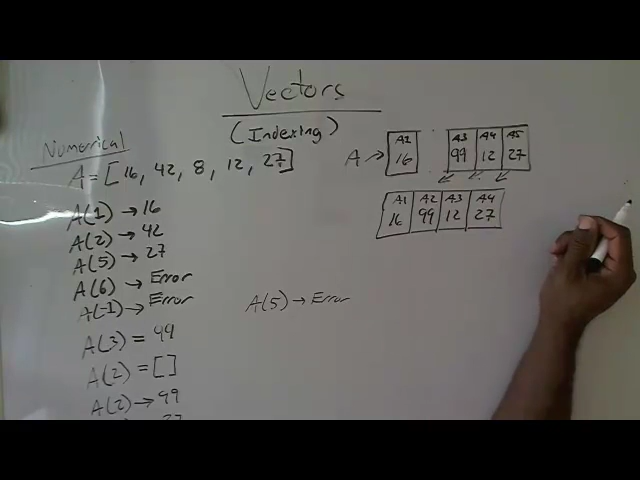 Vectors
(Indexing)
Numerical
A = [16, 42, 8, 12, 27]
A(1) → 16
A(2) → 42
A(5) → 27
A(6) → Error
A(-1) → Error
A(3) = 99
A(2) = []
A(2) → 99
A(5) → Error
A →
A2 A3 A4 A5
16 99 12 27
A1 A2 A3 A4
16 99 12 27